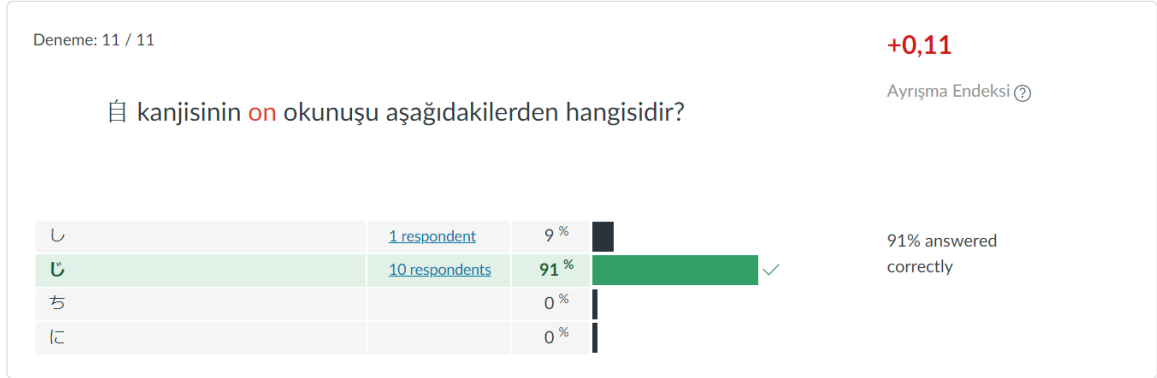 Deneme: 11 / 11
+0,11
Ayrışma Endeksi ?
自 kanjisinin on okunuşu aşağıdakilerden hangisidir?
し 1 respondent 9 %
じ 10 respondents 91 %
ち 0 %
に 0 %
91% answered
correctly